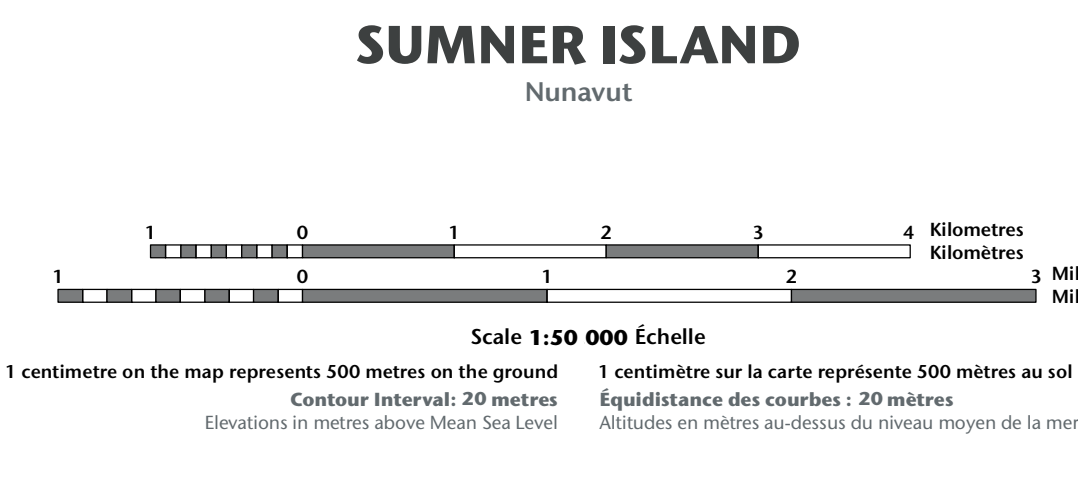 SUMNER ISLAND
Nunavut
1 0 1 2 3 4 Kilometres
Kilomètres
1 0 1 2 3 Mil
Mil
Scale 1:50 000 Échelle
1 centimetre on the map represents 500 metres on the ground
1 centimètre sur la carte représente 500 mètres au sol
Contour Interval: 20 metres
Équidistance des courbes : 20 mètres
Elevations in metres above Mean Sea Level
Altitudes en mètres au-dessus du niveau moyen de la mer